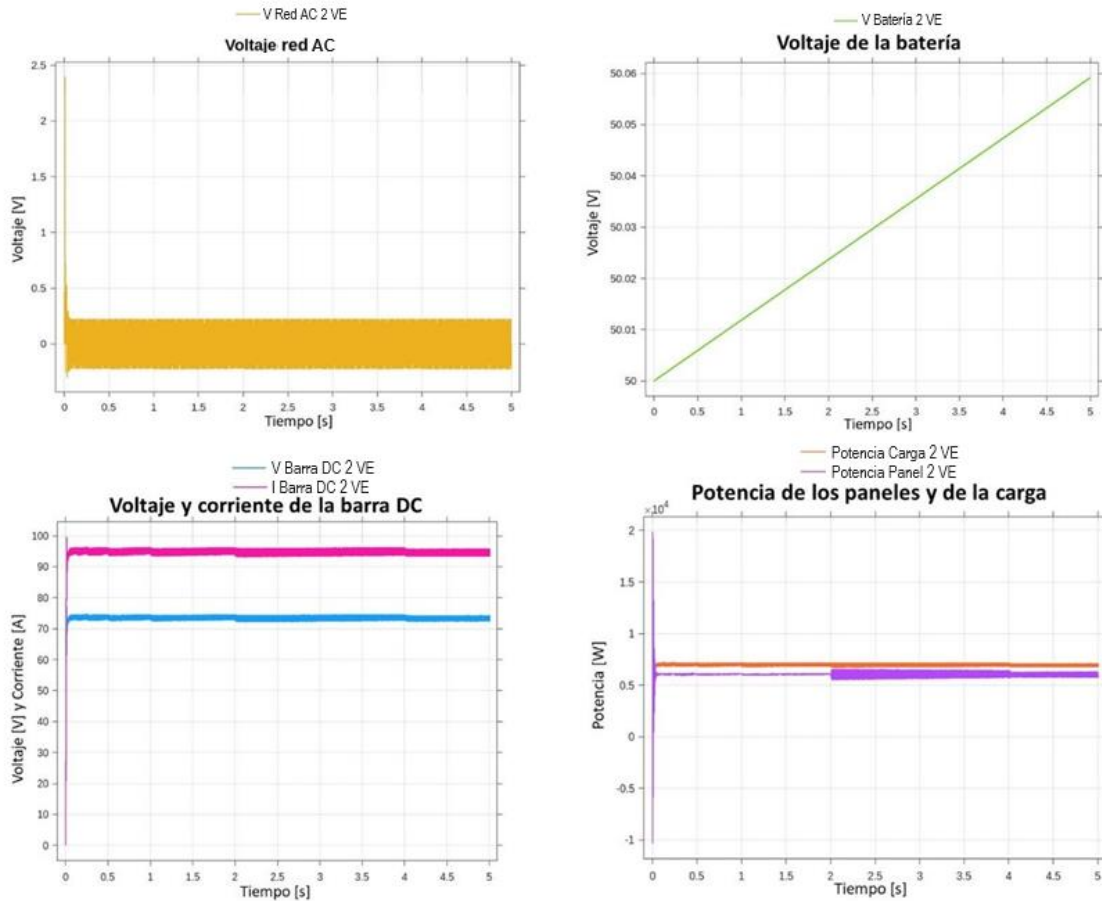 V Red AC 2 VE
Voltaje red AC
2.5
2
1.5
1
0.5
0
Voltaje [V]
0 0.5 1 1.5 2 2.5 3 3.5 4 4.5 5
Tiempo [s]
V Batería 2 VE
Voltaje de la batería
50.06
50.05
50.04
50.03
50.02
50.01
50
Voltaje [V]
0 0.5 1 1.5 2 2.5 3 3.5 4 4.5 5
Tiempo [s]
V Barra DC 2 VE
I Barra DC 2 VE
Voltaje y corriente de la barra DC
100
90
80
70
60
50
40
30
20
10
0
Voltaje [V] y Corriente [A]
0 0.5 1 1.5 2 2.5 3 3.5 4 4.5 5
Tiempo [s]
Potencia Carga 2 VE
Potencia Panel 2 VE
Potencia de los paneles y de la carga
×10⁴
2
1.5
1
0.5
0
-0.5
-1
Potencia [W]
0 0.5 1 1.5 2 2.5 3 3.5 4 4.5 5
Tiempo [s]